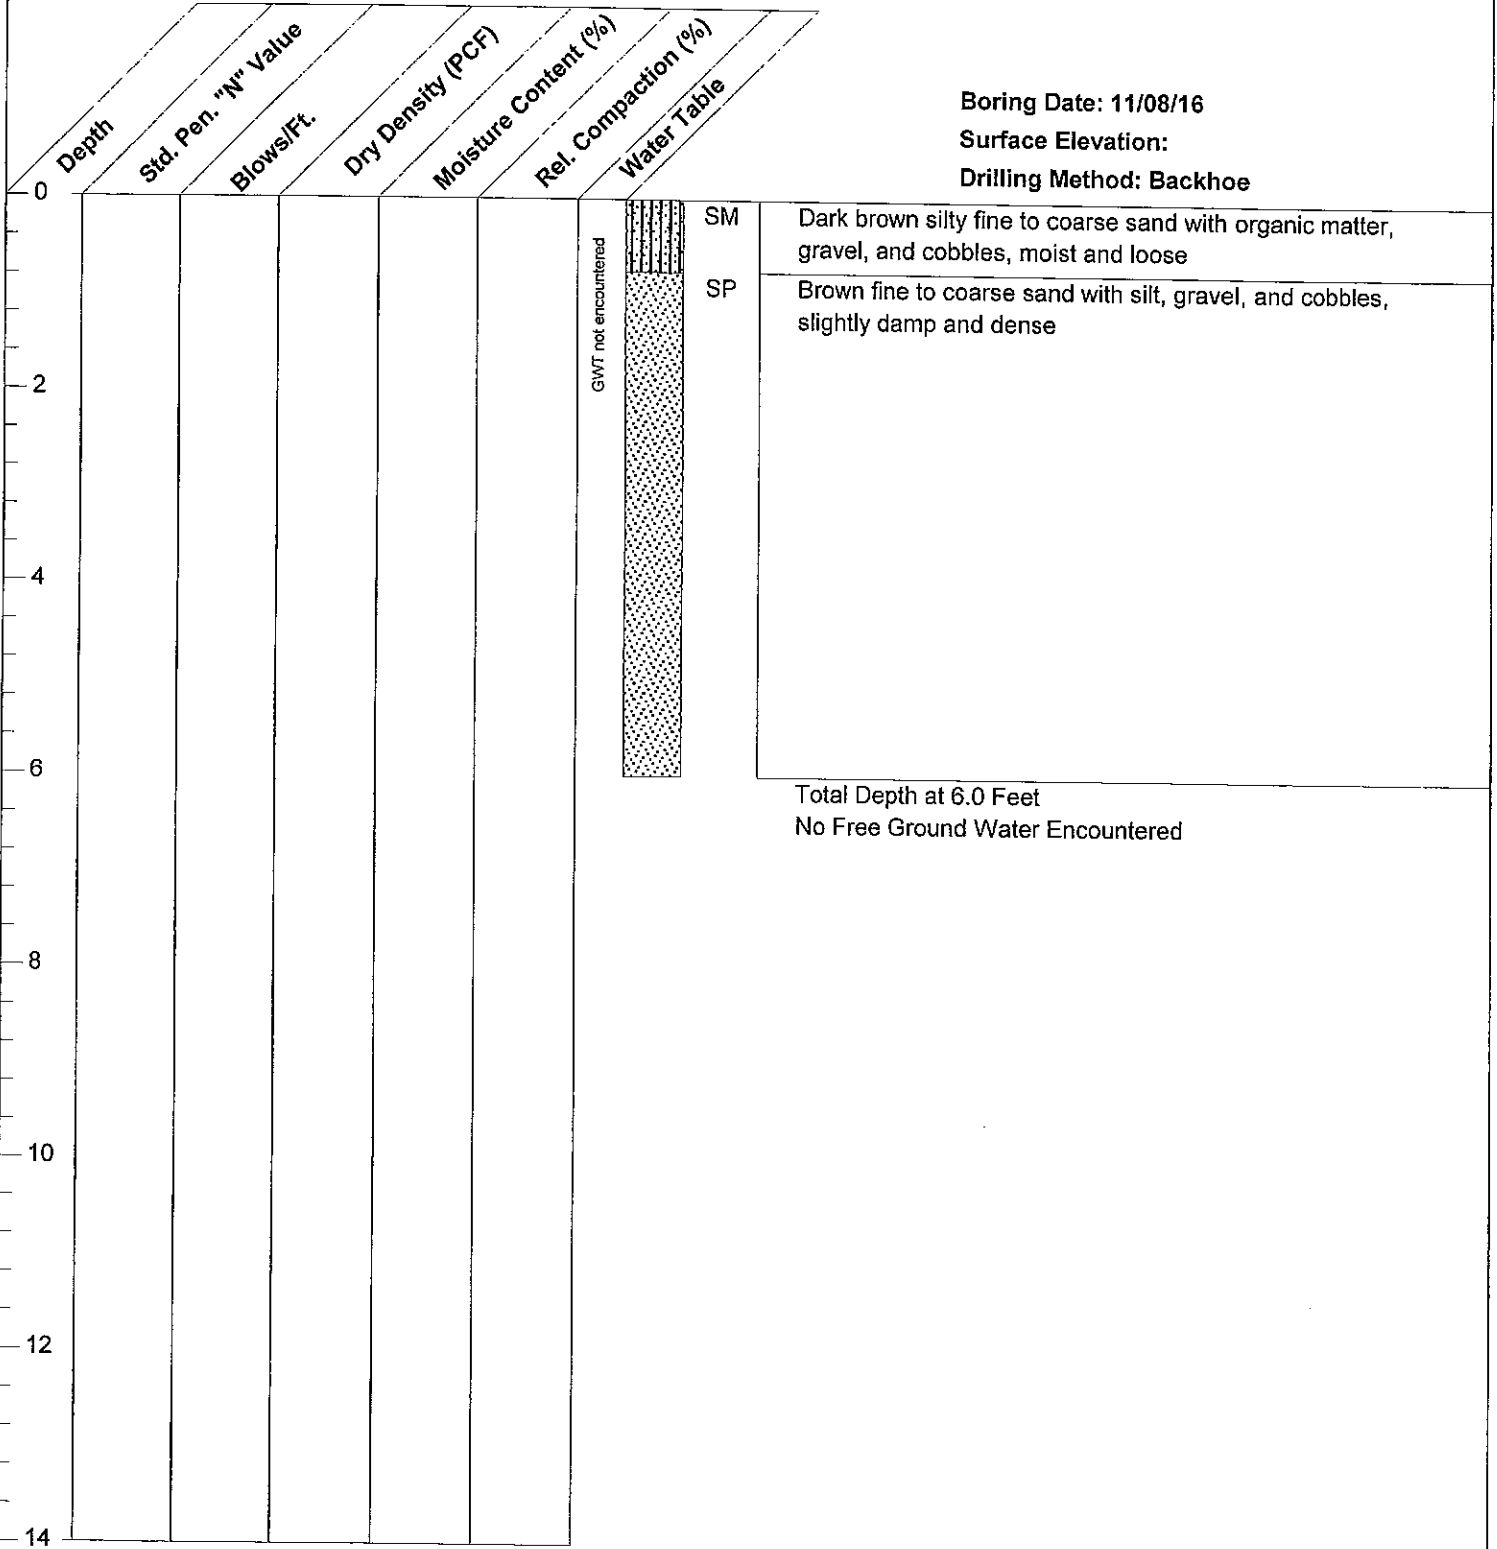 Depth
Std. Pen. "N" Value
Blows/Ft.
Dry Density (PCF)
Moisture Content (%)
Rel. Compaction (%)
Water Table
Boring Date: 11/08/16
Surface Elevation:
Drilling Method: Backhoe
0
GWT not encountered
SM
Dark brown silty fine to coarse sand with organic matter,
gravel, and cobbles, moist and loose
SP
Brown fine to coarse sand with silt, gravel, and cobbles,
slightly damp and dense
2
4
6
Total Depth at 6.0 Feet
No Free Ground Water Encountered
8
10
12
14